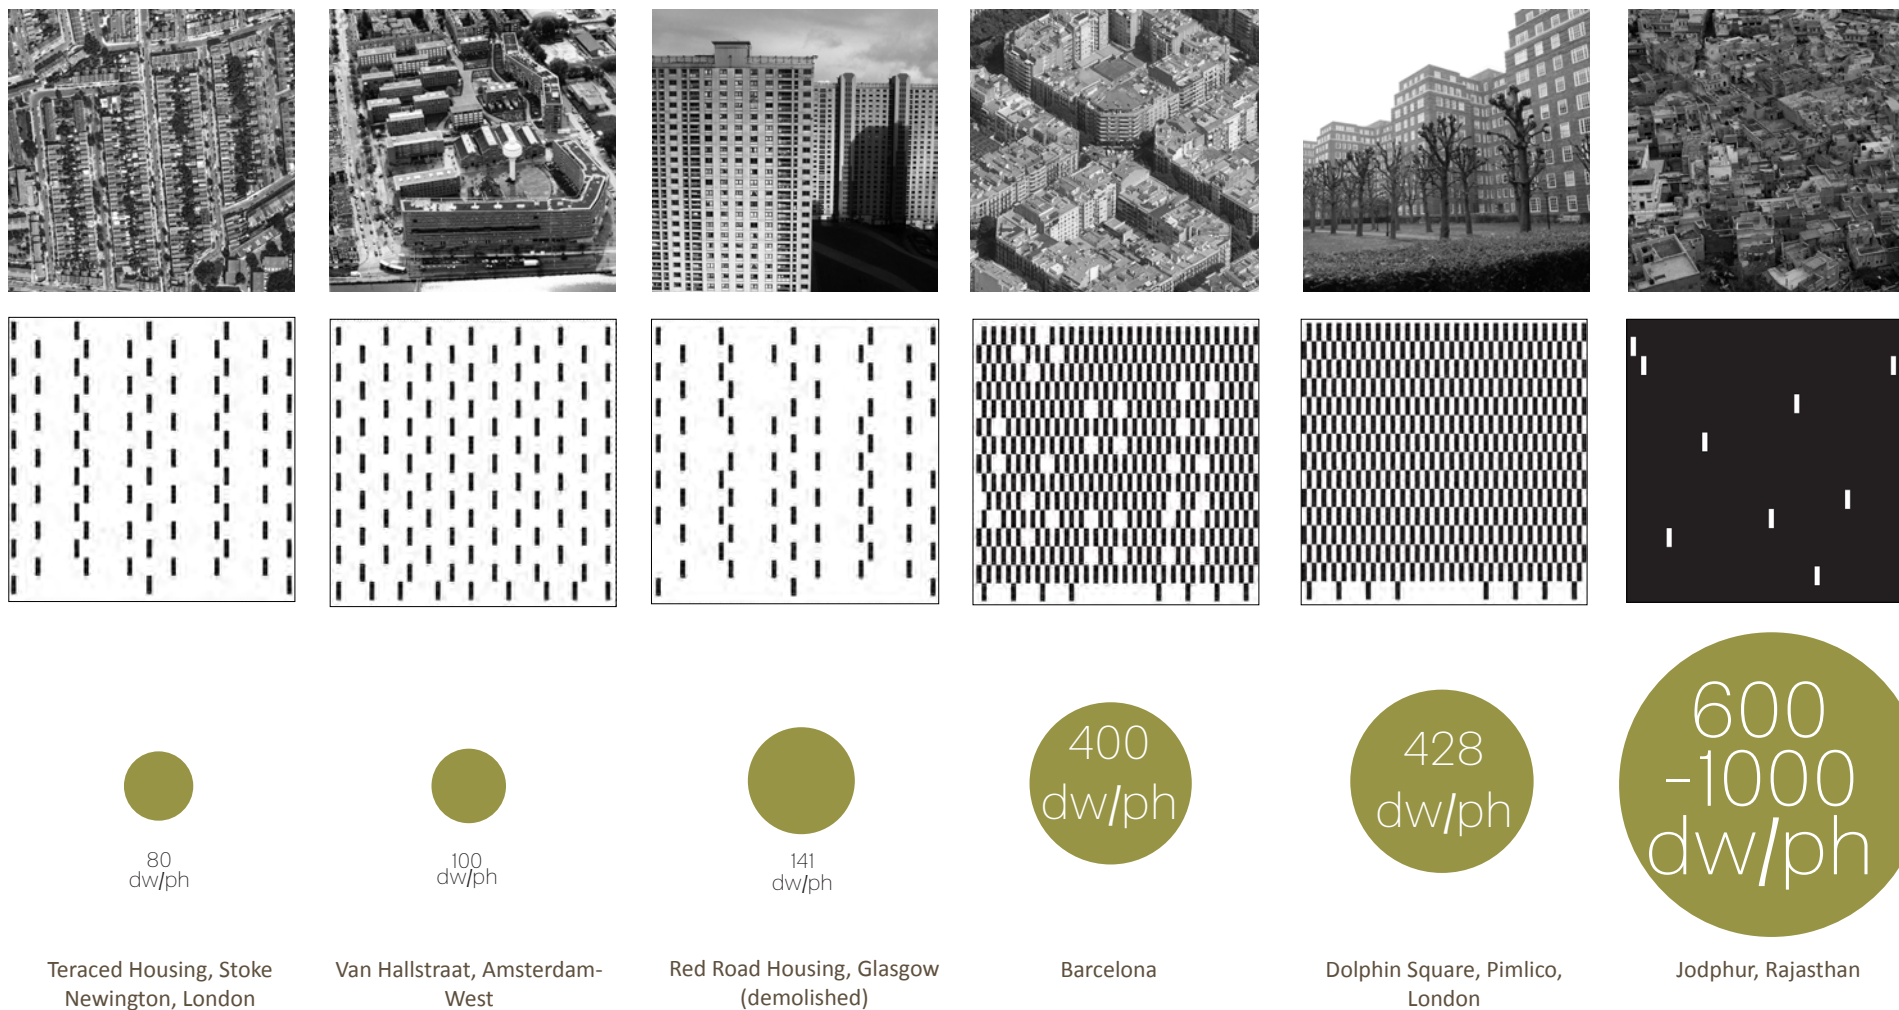 80
dw/ph
100
dw/ph
141
dw/ph
400
dw/ph
428
dw/ph
600
-1000
dw/ph
Teraced Housing, Stoke
Newington, London
Van Hallstraat, Amsterdam-
West
Red Road Housing, Glasgow
(demolished)
Barcelona
Dolphin Square, Pimlico,
London
Jodphur, Rajasthan